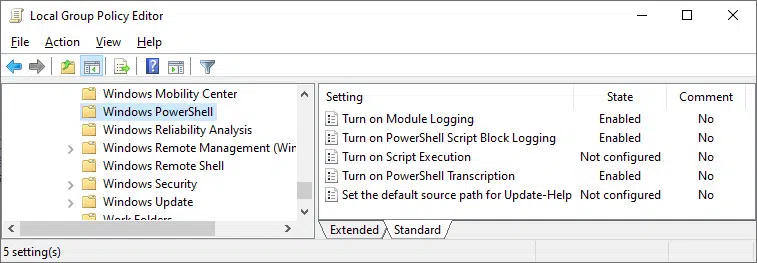 Local Group Policy Editor
File Action View Help
Windows Mobility Center
Windows PowerShell
Windows Reliability Analysis
Windows Remote Management (Win
Windows Remote Shell
Windows Security
Windows Update
Work Folders
Setting State Comment
Turn on Module Logging Enabled No
Turn on PowerShell Script Block Logging Enabled No
Turn on Script Execution Not configured No
Turn on PowerShell Transcription Enabled No
Set the default source path for Update-Help Not configured No
Extended Standard
5 setting(s)